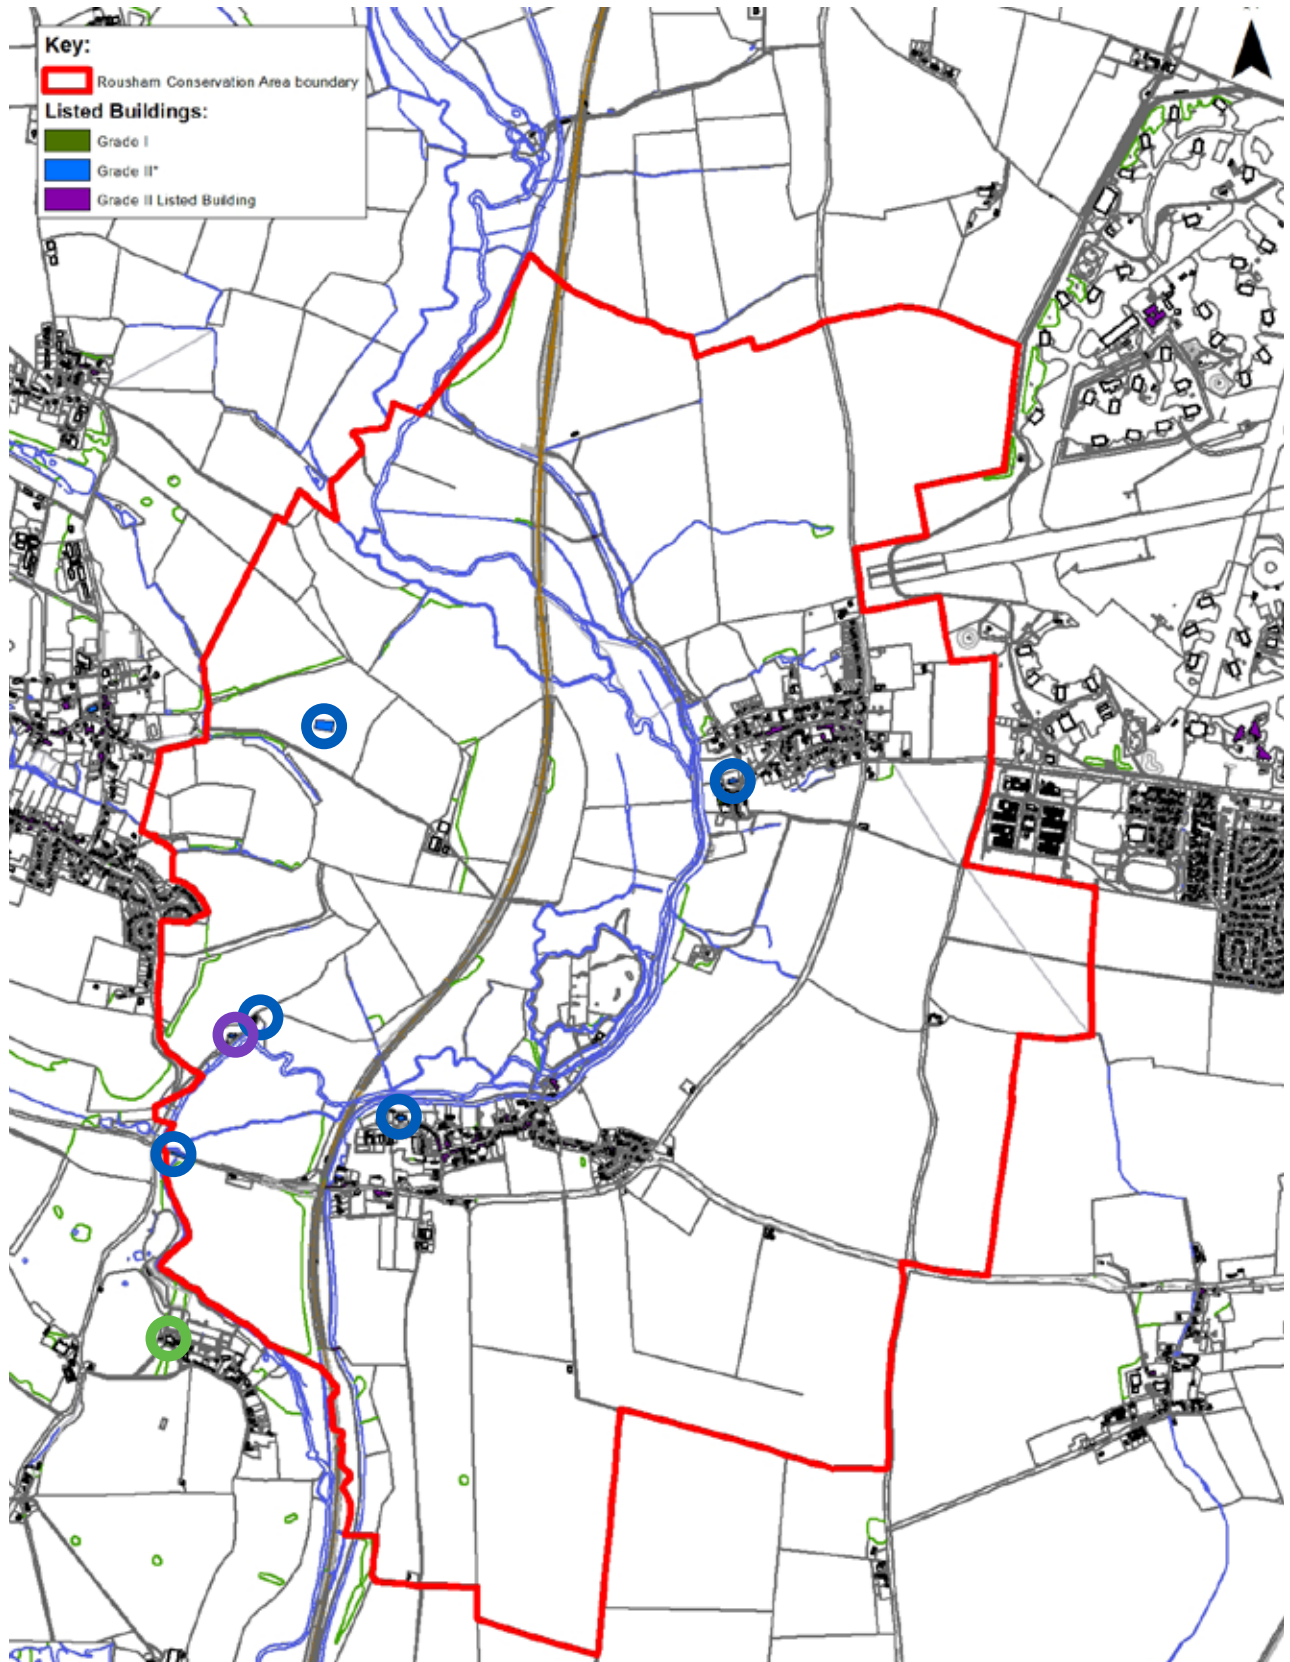 Key:
Rousham Conservation Area boundary
Listed Buildings:
Grade I
Grade II*
Grade II Listed Building